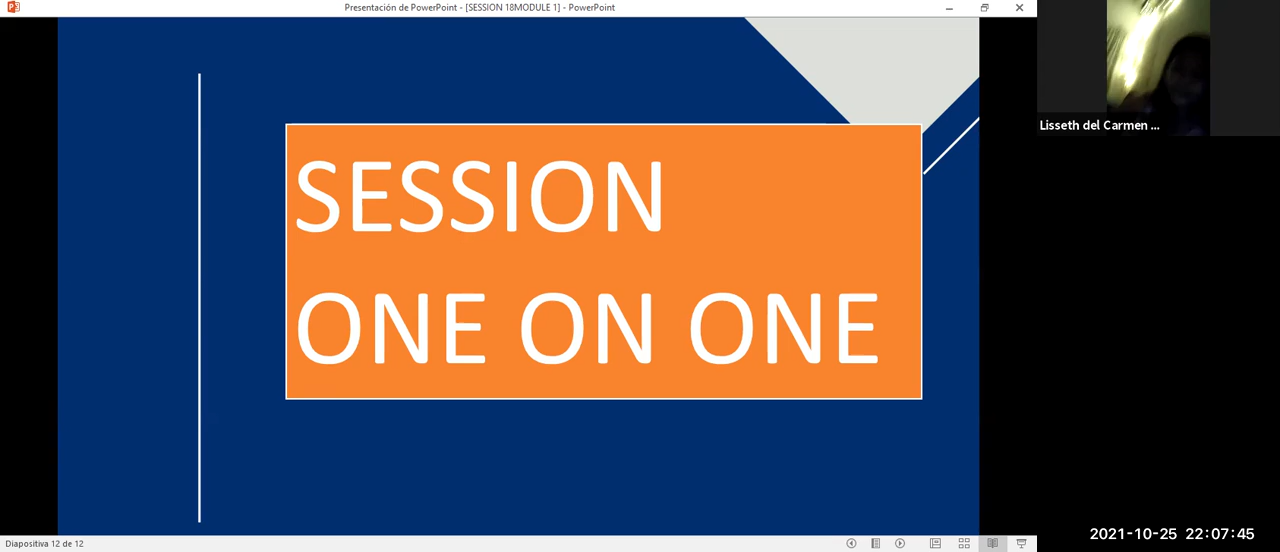 Presentación de PowerPoint - [SESSION 18MODULE 1] - PowerPoint
SESSION
ONE ON ONE
Lisseth del Carmen ...
Diapositiva 12 de 12
2021-10-25 22:07:45